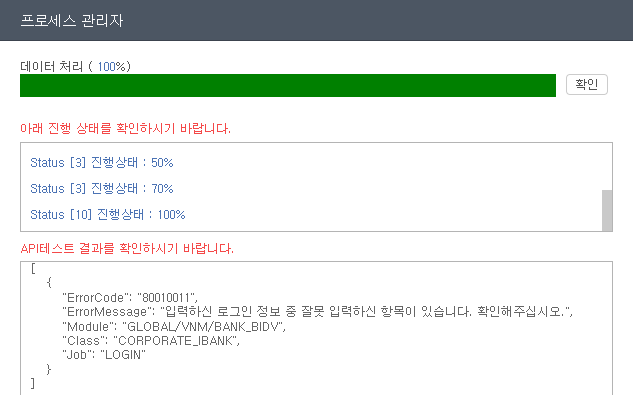 프로세스 관리자
데이터 처리 ( 100%)
확인
아래 진행 상태를 확인하시기 바랍니다.
Status [3] 진행상태 : 50%
Status [3] 진행상태 : 70%
Status [10] 진행상태 : 100%
API테스트 결과를 확인하시기 바랍니다.
[
{
"ErrorCode": "80010011",
"ErrorMessage": "입력하신 로그인 정보 중 잘못 입력하신 항목이 있습니다. 확인해주십시오.",
"Module": "GLOBAL/VNM/BANK_BIDV",
"Class": "CORPORATE_IBANK",
"Job": "LOGIN"
}
]